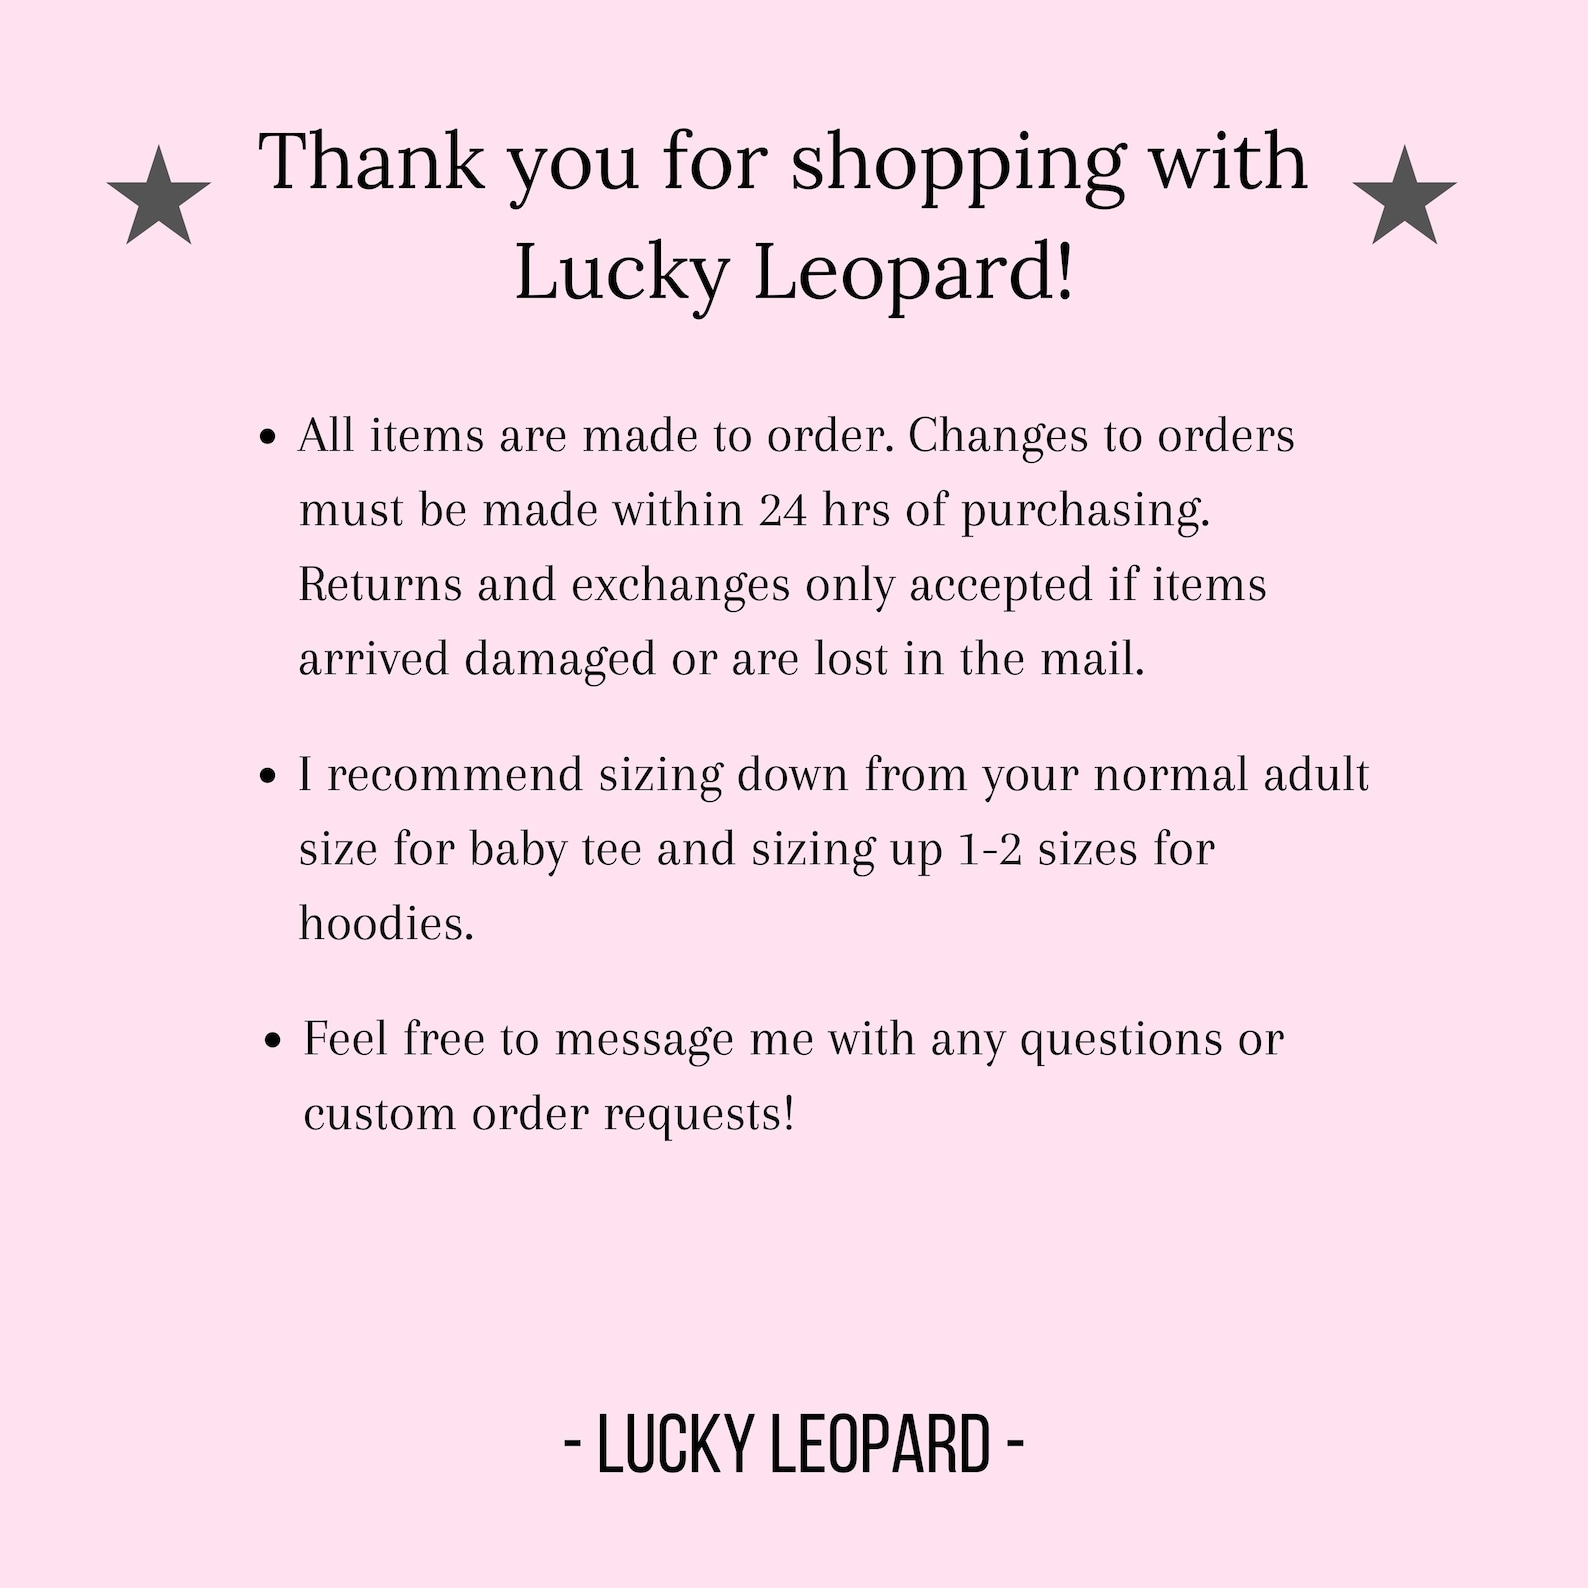 Thank you for shopping with
Lucky Leopard!
• All items are made to order. Changes to orders
must be made within 24 hrs of purchasing.
Returns and exchanges only accepted if items
arrived damaged or are lost in the mail.
• I recommend sizing down from your normal adult
size for baby tee and sizing up 1-2 sizes for
hoodies.
• Feel free to message me with any questions or
custom order requests!
- LUCKY LEOPARD -